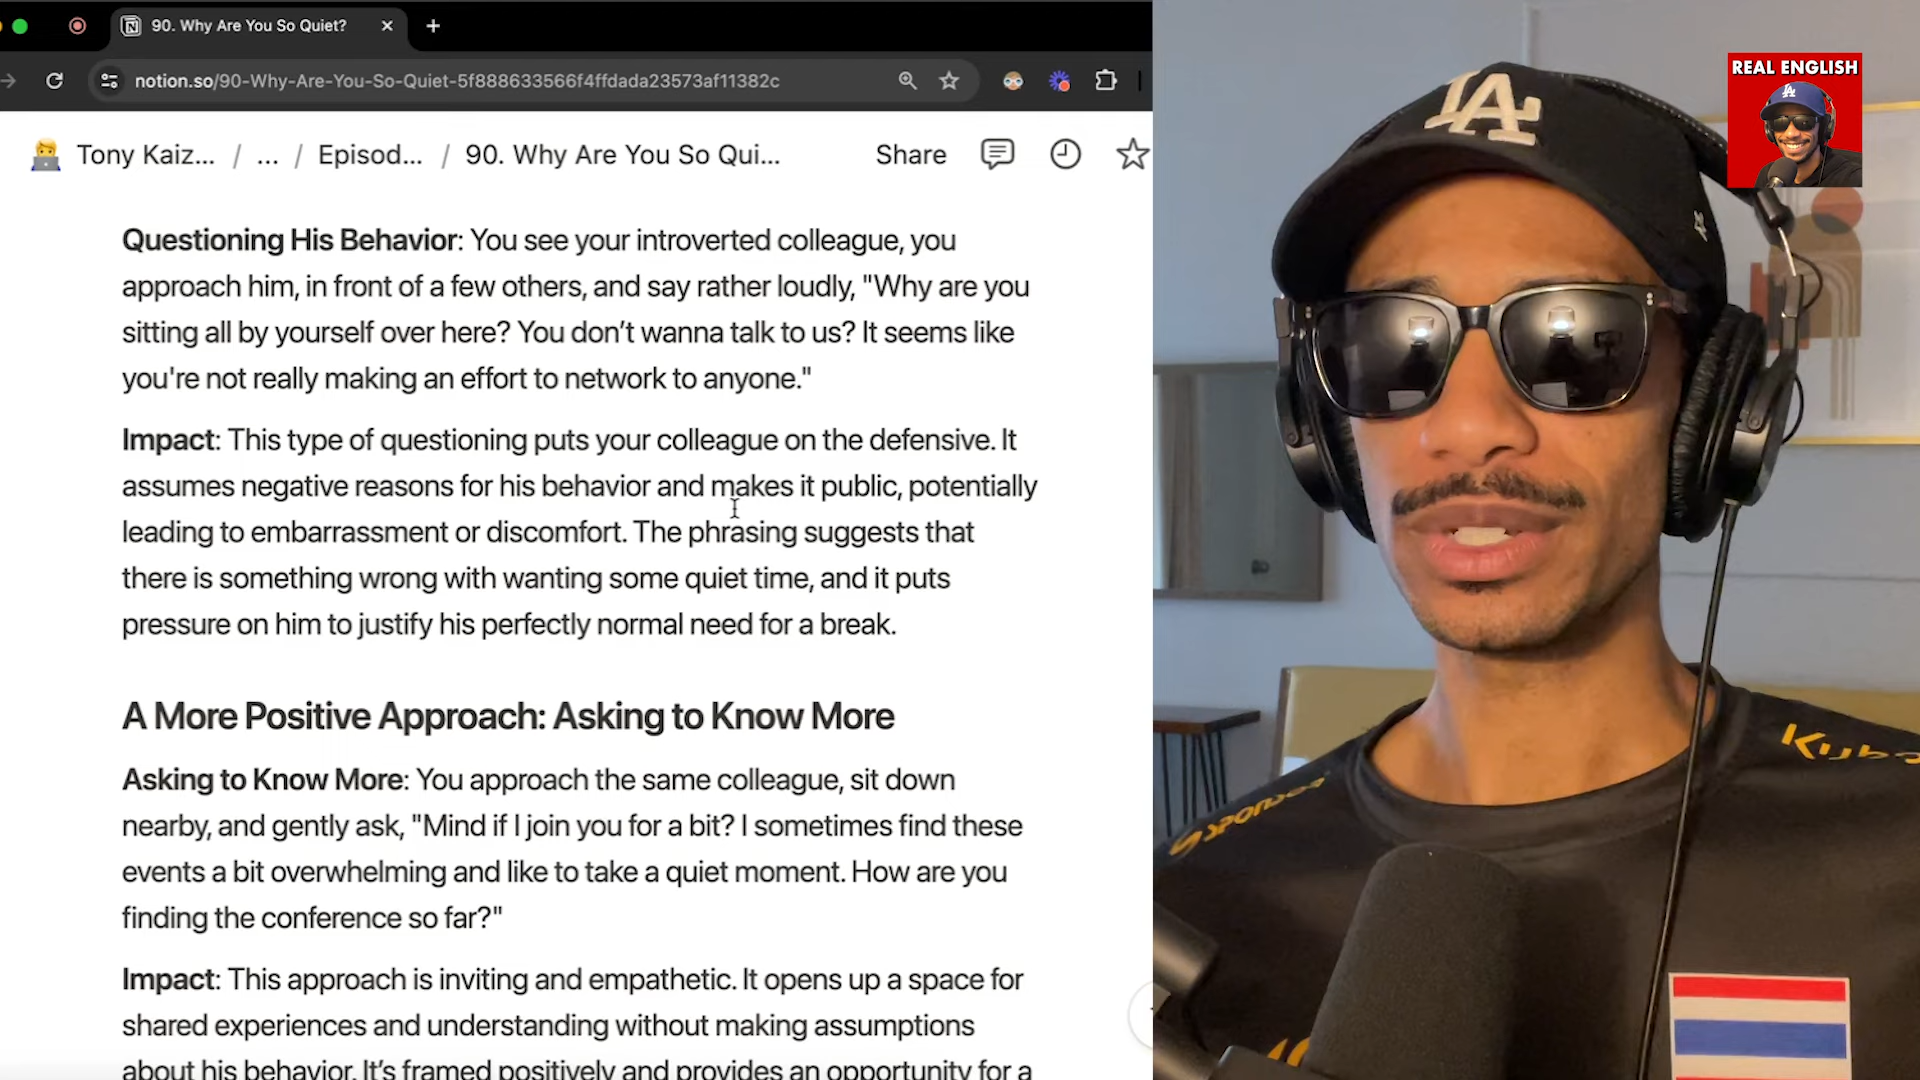 90. Why Are You So Quiet?
notion.so/90-Why-Are-You-So-Quiet-5f888633566f4ffdada23573af11382c
Tony Kaiz... / ... / Episod... / 90. Why Are You So Qui... Share
Questioning His Behavior: You see your introverted colleague, you
approach him, in front of a few others, and say rather loudly, "Why are you
sitting all by yourself over here? You don’t wanna talk to us? It seems like
you're not really making an effort to network to anyone."
Impact: This type of questioning puts your colleague on the defensive. It
assumes negative reasons for his behavior and makes it public, potentially
leading to embarrassment or discomfort. The phrasing suggests that
there is something wrong with wanting some quiet time, and it puts
pressure on him to justify his perfectly normal need for a break.
A More Positive Approach: Asking to Know More
Asking to Know More: You approach the same colleague, sit down
nearby, and gently ask, "Mind if I join you for a bit? I sometimes find these
events a bit overwhelming and like to take a quiet moment. How are you
finding the conference so far?"
Impact: This approach is inviting and empathetic. It opens up a space for
shared experiences and understanding without making assumptions
about his behavior. It’s framed positively and provides an opportunity for a
REAL ENGLISH
LA
LA